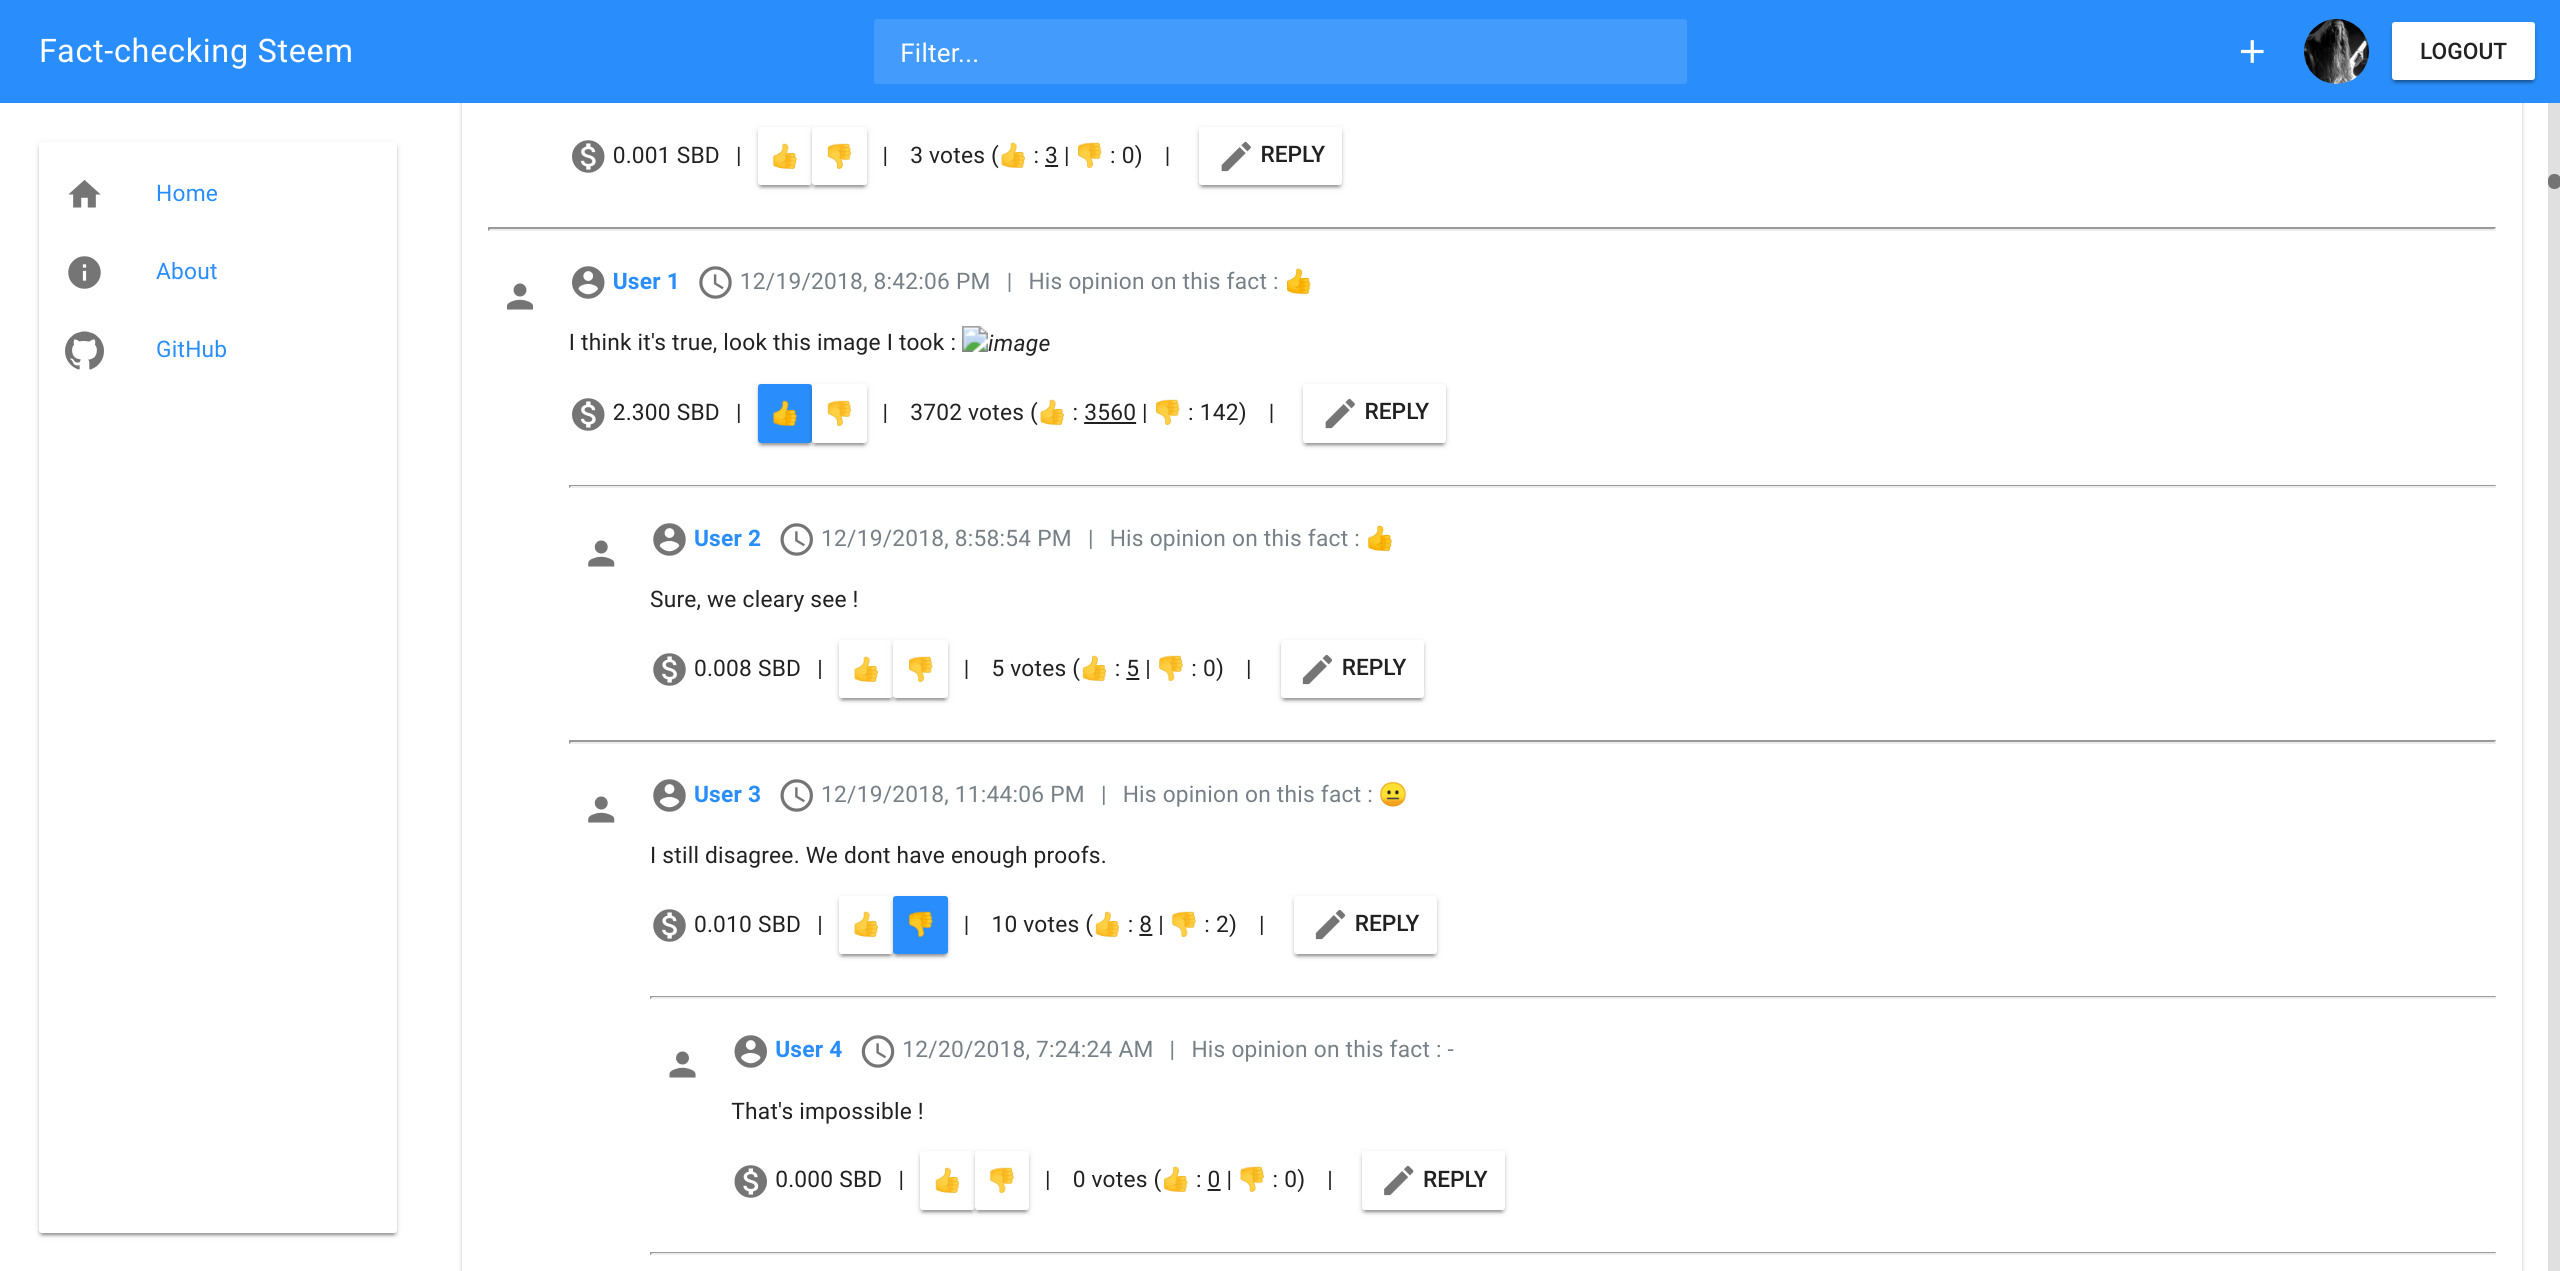 Fact-checking Steem
Filter...
LOGOUT
Home
About
GitHub
0.001 SBD | 👍 👎 | 3 votes (👍 : 3 | 👎 : 0) | REPLY
User 1 12/19/2018, 8:42:06 PM | His opinion on this fact : 👍
I think it's true, look this image I took : image
2.300 SBD | 👍 👎 | 3702 votes (👍 : 3560 | 👎 : 142) | REPLY
User 2 12/19/2018, 8:58:54 PM | His opinion on this fact : 👍
Sure, we cleary see !
0.008 SBD | 👍 👎 | 5 votes (👍 : 5 | 👎 : 0) | REPLY
User 3 12/19/2018, 11:44:06 PM | His opinion on this fact : 😐
I still disagree. We dont have enough proofs.
0.010 SBD | 👍 👎 | 10 votes (👍 : 8 | 👎 : 2) | REPLY
User 4 12/20/2018, 7:24:24 AM | His opinion on this fact : -
That's impossible !
0.000 SBD | 👍 👎 | 0 votes (👍 : 0 | 👎 : 0) | REPLY